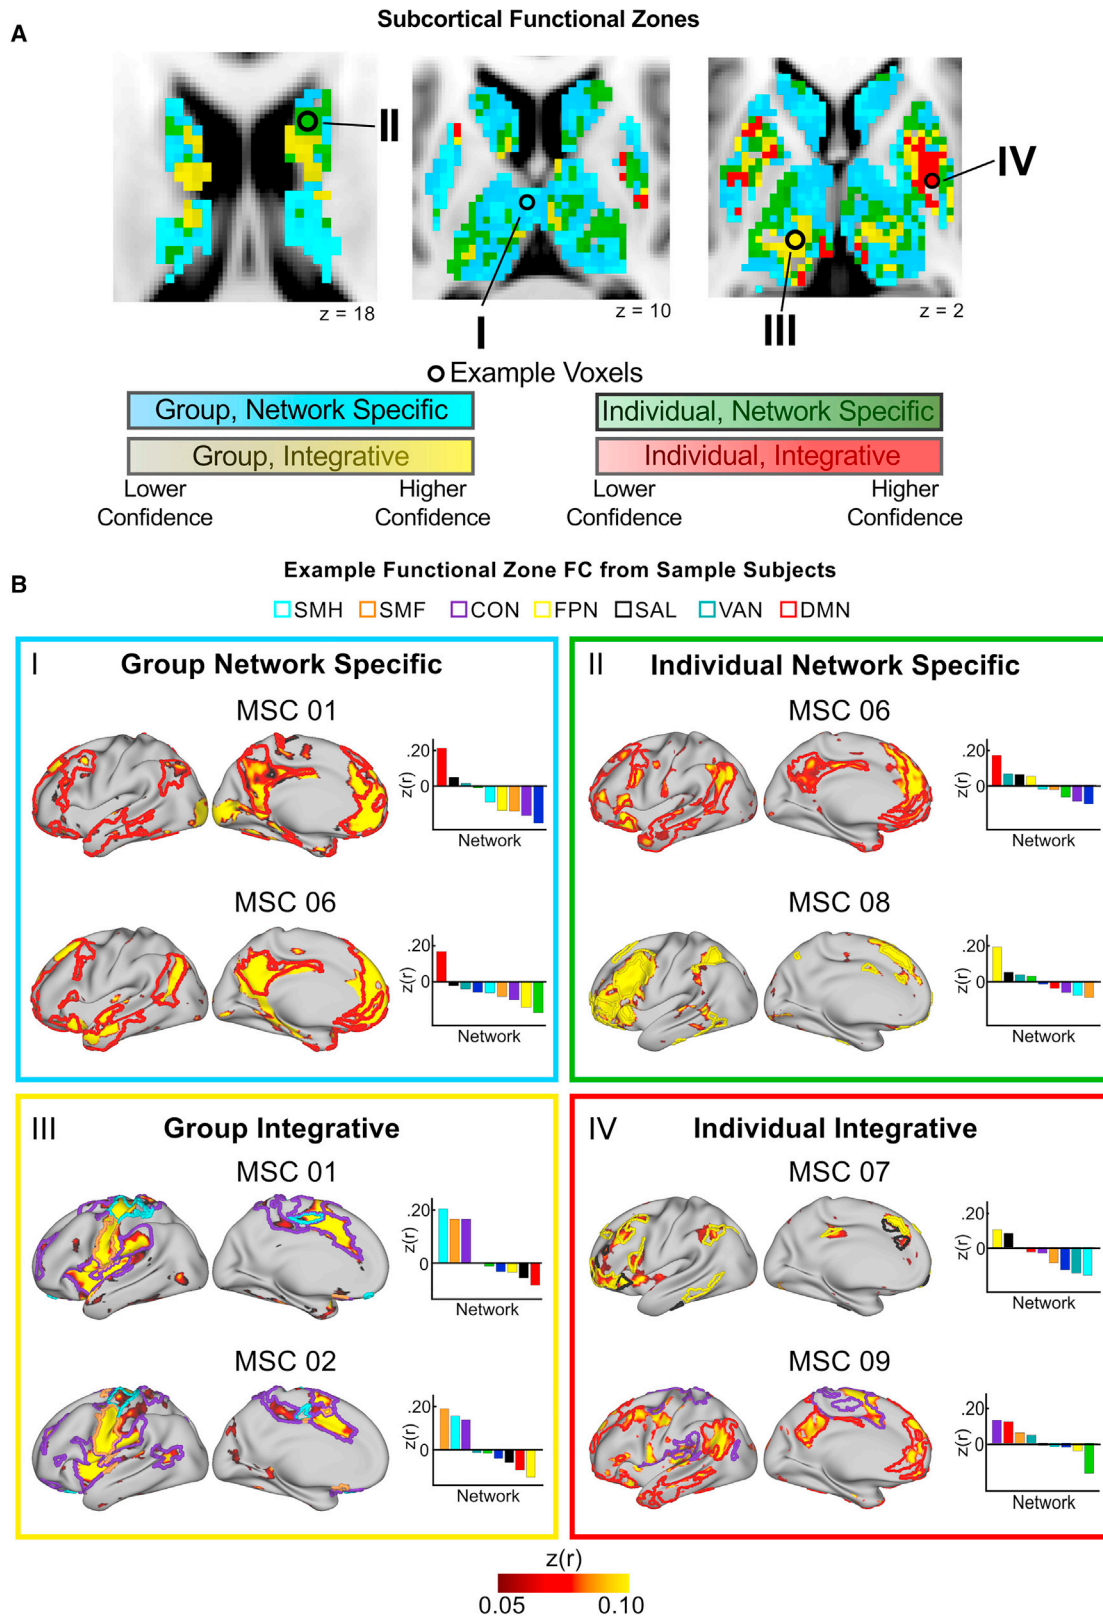 A
Subcortical Functional Zones
II
IV
I
III
z = 18
z = 10
z = 2
Example Voxels
Group, Network Specific
Individual, Network Specific
Group, Integrative
Individual, Integrative
Lower Confidence
Higher Confidence
Lower Confidence
Higher Confidence
B
Example Functional Zone FC from Sample Subjects
SMH SMF CON FPN SAL VAN DMN
I Group Network Specific
MSC 01
.20
0
z(r)
Network
MSC 06
.20
0
z(r)
Network
II Individual Network Specific
MSC 06
.20
0
z(r)
Network
MSC 08
.20
0
z(r)
Network
III Group Integrative
MSC 01
.20
0
z(r)
Network
MSC 02
.20
0
z(r)
Network
IV Individual Integrative
MSC 07
.20
0
z(r)
Network
MSC 09
.20
0
z(r)
Network
z(r)
0.05 0.10